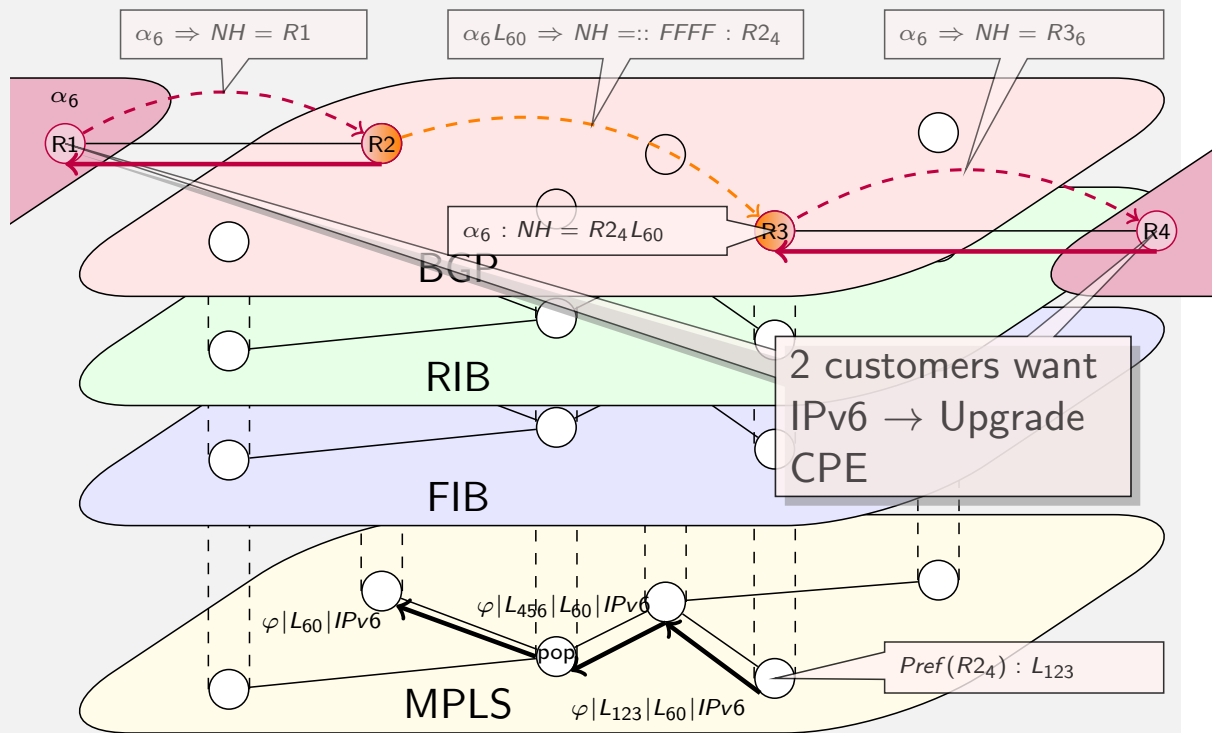 α₆ ⇒ NH = R1
α₆L₆₀ ⇒ NH =:: FFFF : R2₄
α₆ ⇒ NH = R3₆
α₆
R1
R2
α₆ : NH = R2₄L₆₀
R3
R4
BGP
2 customers want
IPv6 → Upgrade
CPE
RIB
FIB
φ|L₄₅₆|L₆₀|IPv6
φ|L₆₀|IPv6
pop
Pref(R2₄) : L₁₂₃
MPLS
φ|L₁₂₃|L₆₀|IPv6